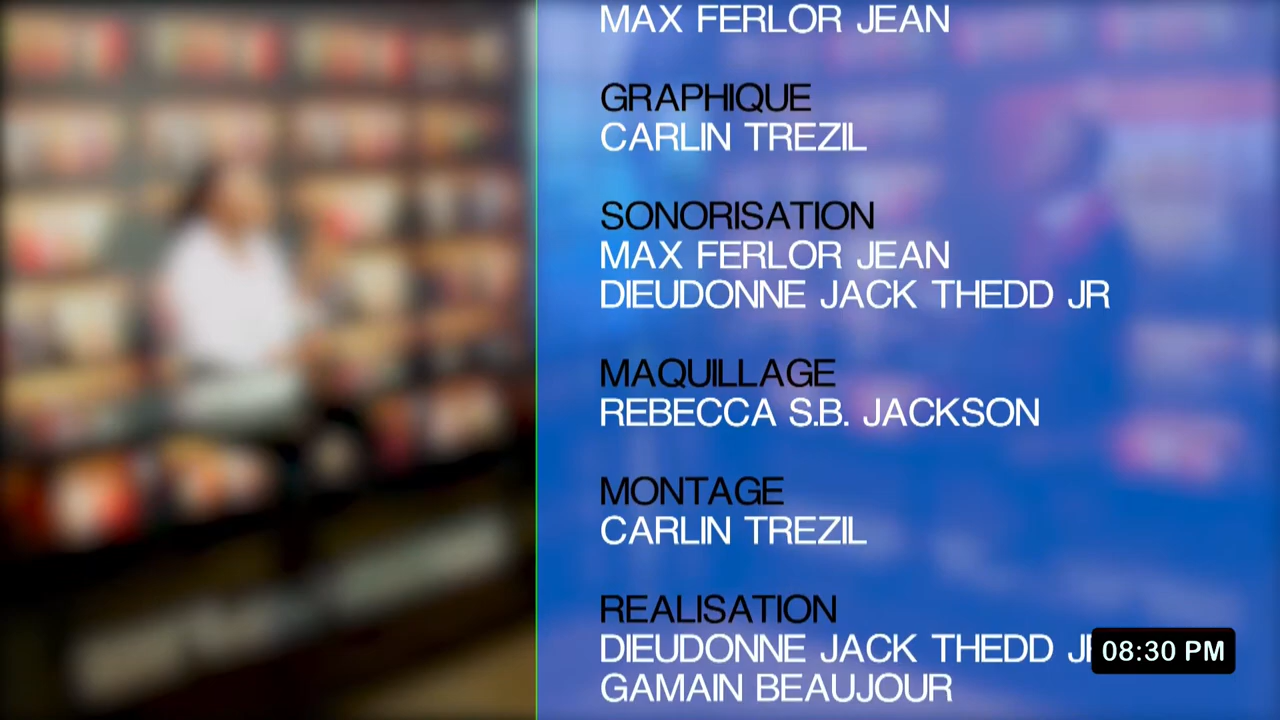 MAX FERLOR JEAN
GRAPHIQUE
CARLIN TREZIL
SONORISATION
MAX FERLOR JEAN
DIEUDONNE JACK THEDD JR
MAQUILLAGE
REBECCA S.B. JACKSON
MONTAGE
CARLIN TREZIL
REALISATION
DIEUDONNE JACK THEDD JR
08:30 PM
GAMAIN BEAUJOUR